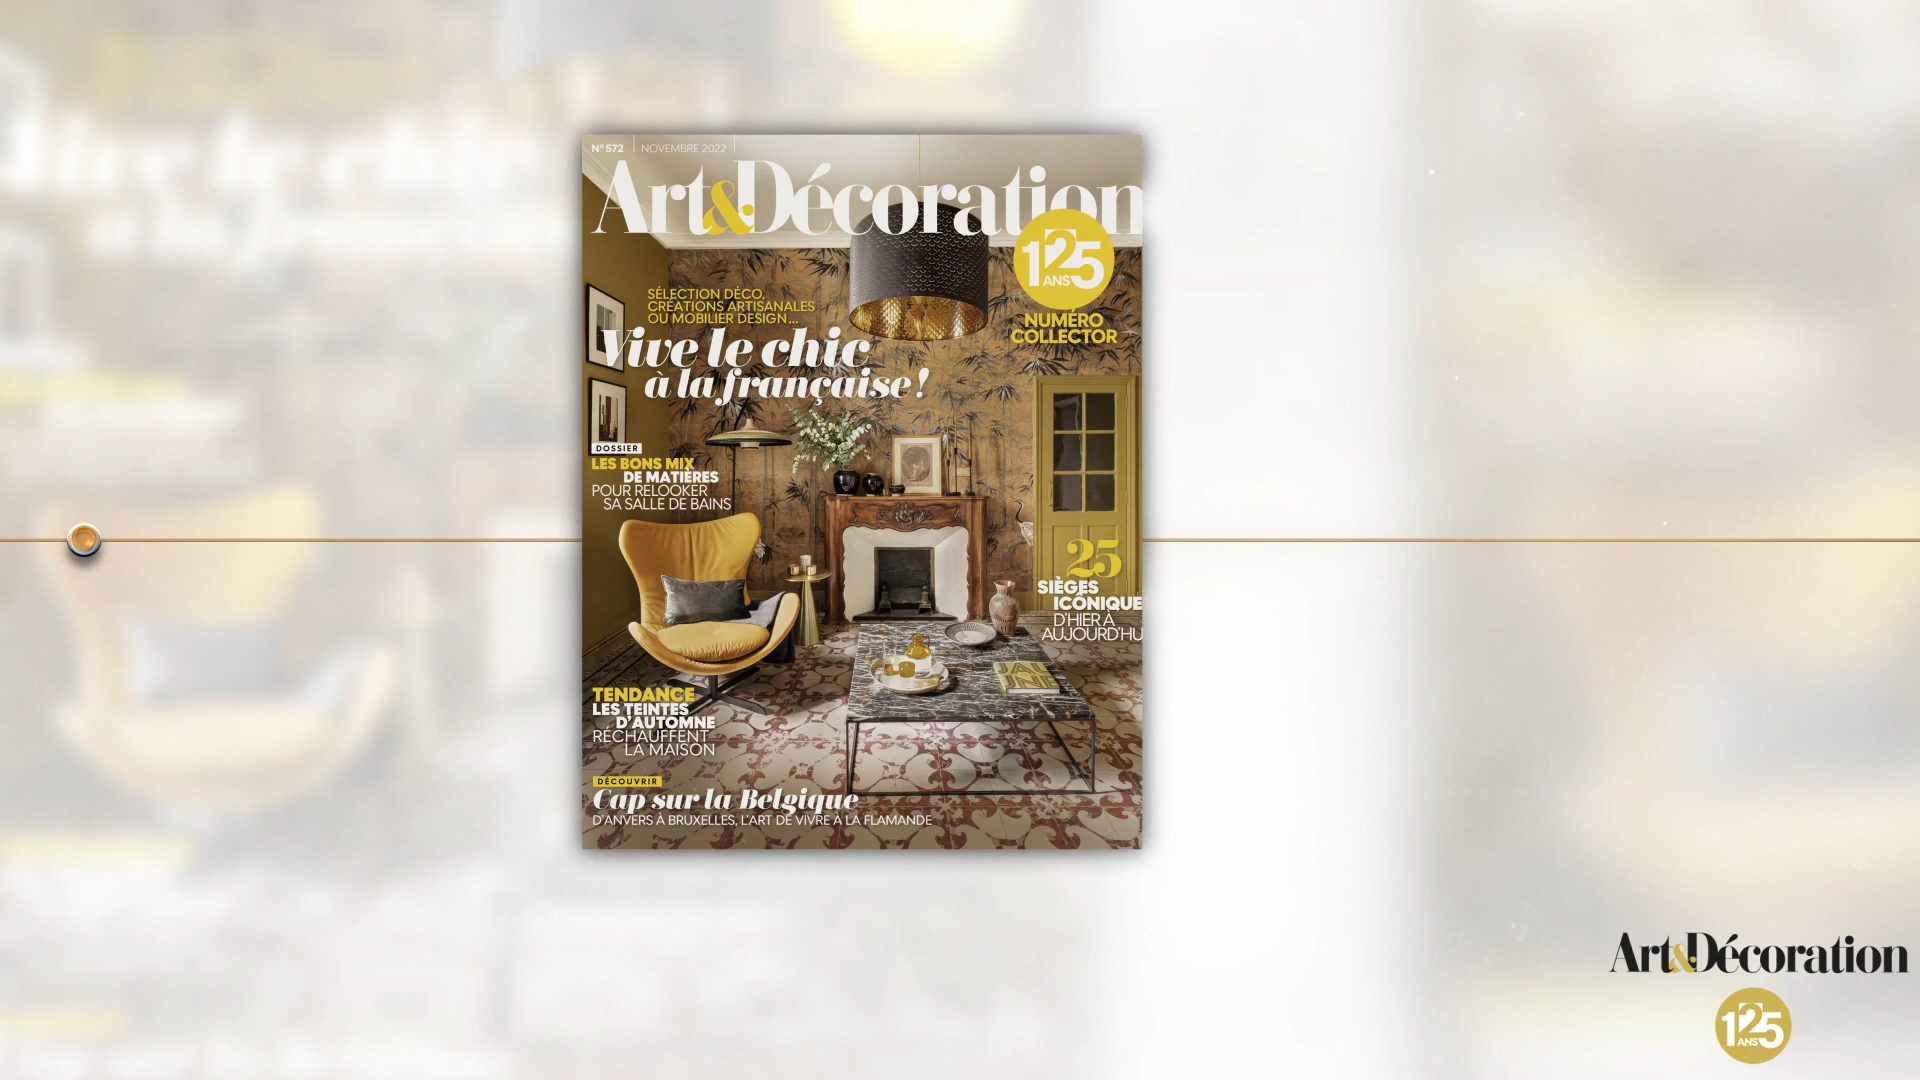 N° 572 NOVEMBRE 2022
Art&Décoration
125
ANS
NUMÉRO
COLLECTOR
SÉLECTION DÉCO,
CRÉATIONS ARTISANALES
OU MOBILIER DESIGN...
Vive le chic
à la française !
DOSSIER
LES BONS MIX
DE MATIÈRES
POUR RELOOKER
SA SALLE DE BAINS
25
SIÈGES
ICÔNIQUE
D'HIER À
AUJOURD'HU
JAU
NE
TENDANCE
LES TEINTES
D'AUTOMNE
RÉCHAUFFENT
LA MAISON
DÉCOUVRIR
Cap sur la Belgique
D'ANVERS À BRUXELLES, L'ART DE VIVRE À LA FLAMANDE
Art&Décoration
125
ANS